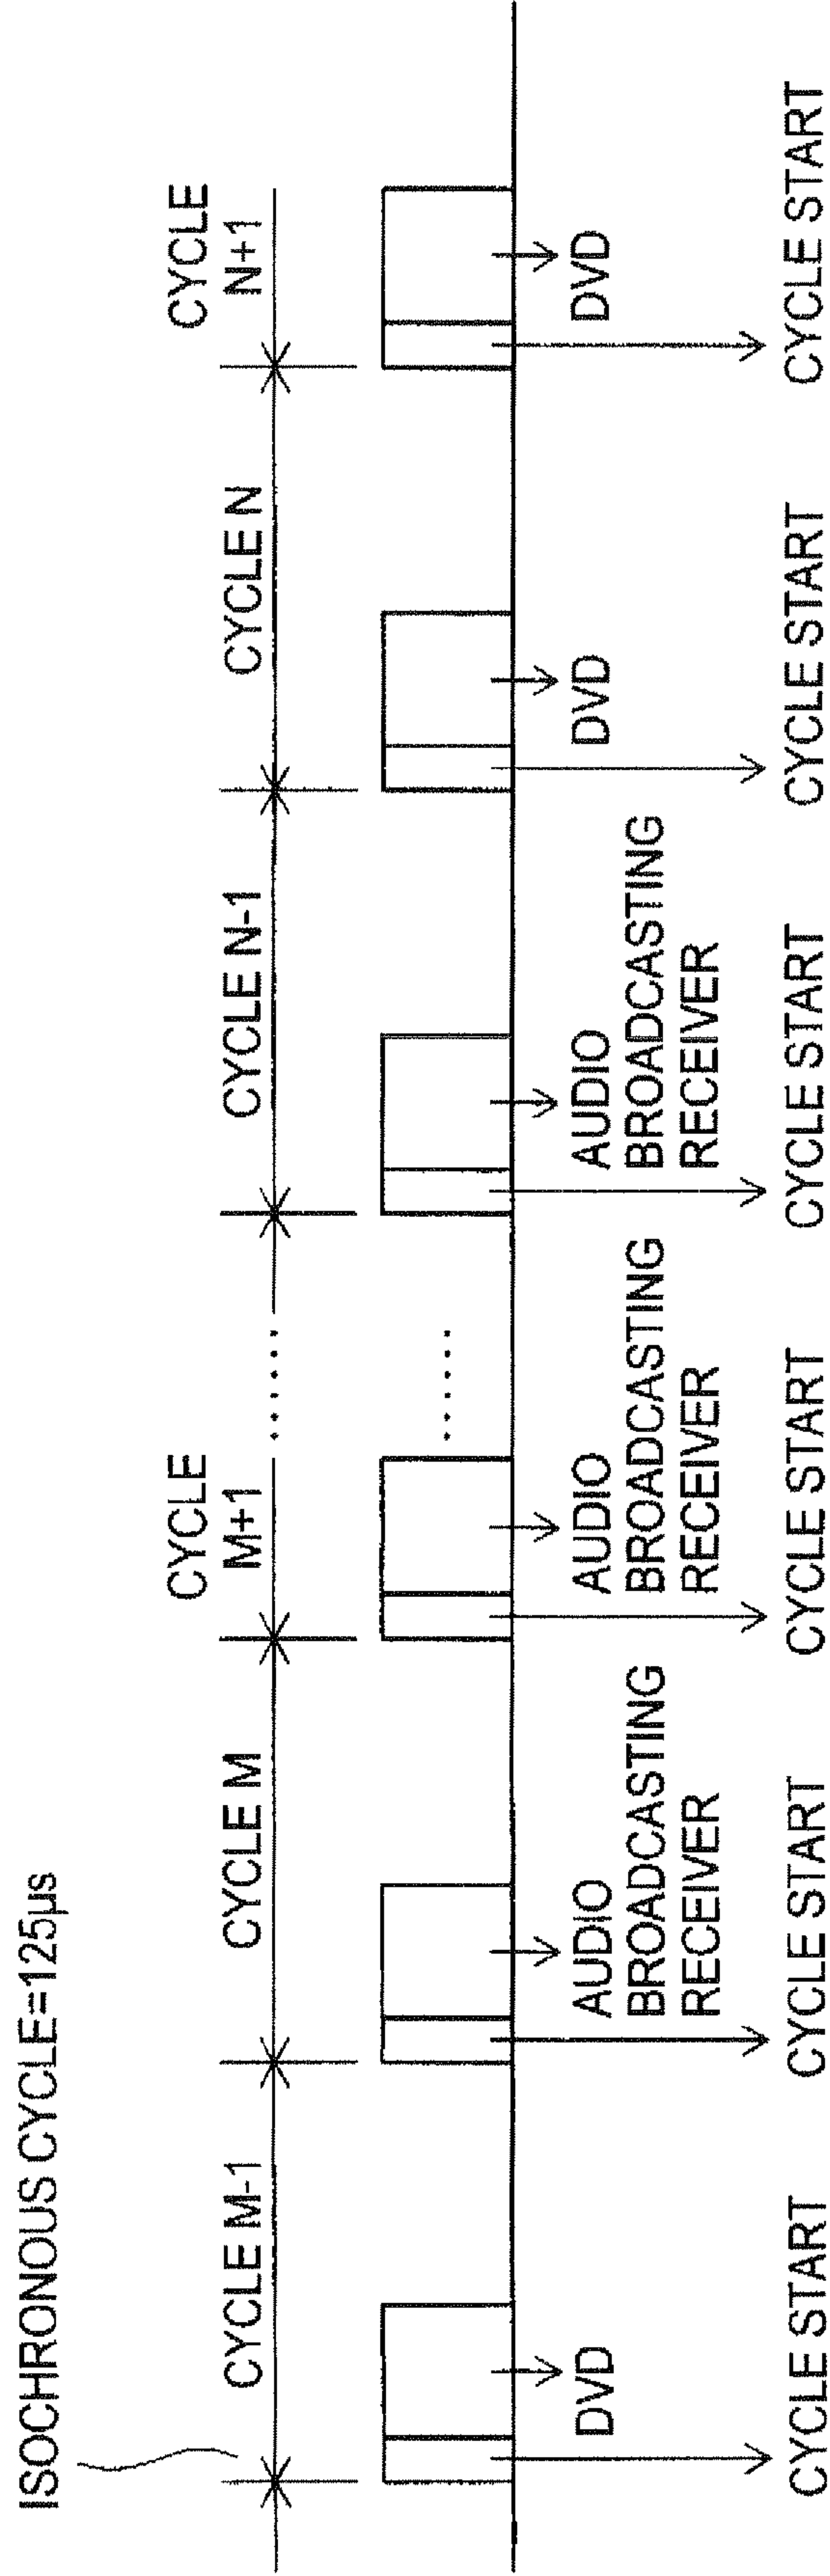 ISOCHRONOUS CYCLE=125μs
CYCLE M-1
CYCLE M
CYCLE
M+1
CYCLE N-1
CYCLE N
CYCLE
N+1
DVD
AUDIO
BROADCASTING
RECEIVER
AUDIO
BROADCASTING
RECEIVER
AUDIO
BROADCASTING
RECEIVER
DVD
DVD
CYCLE START
CYCLE START
CYCLE START
CYCLE START
CYCLE START
CYCLE START